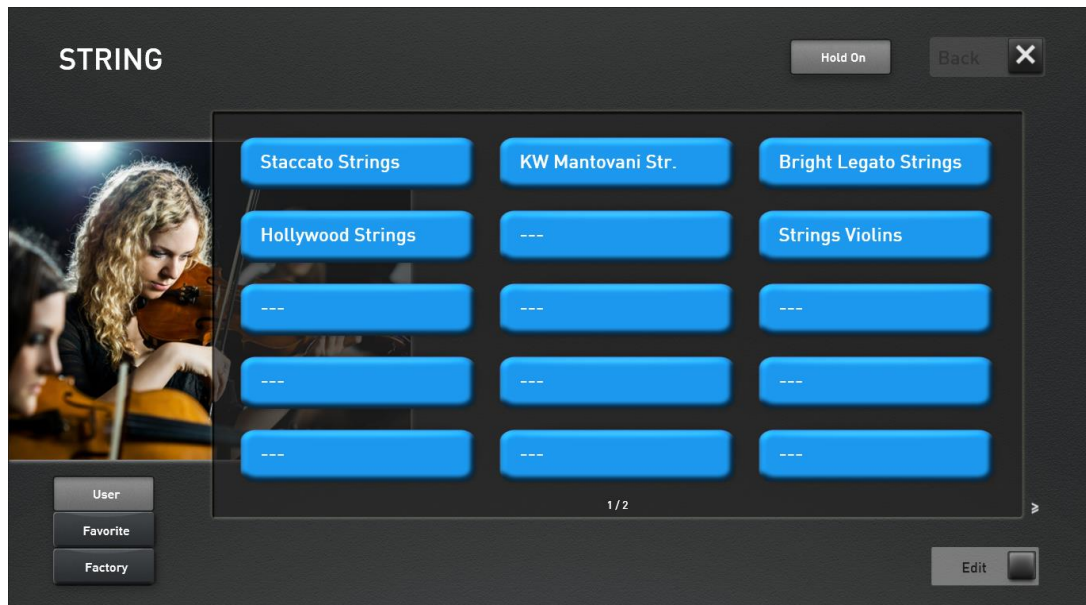 STRING
Hold On
Back
Staccato Strings
KW Mantovani Str.
Bright Legato Strings
Hollywood Strings
---
Strings Violins
---
---
---
---
---
---
---
---
---
1/2
User
Favorite
Factory
Edit